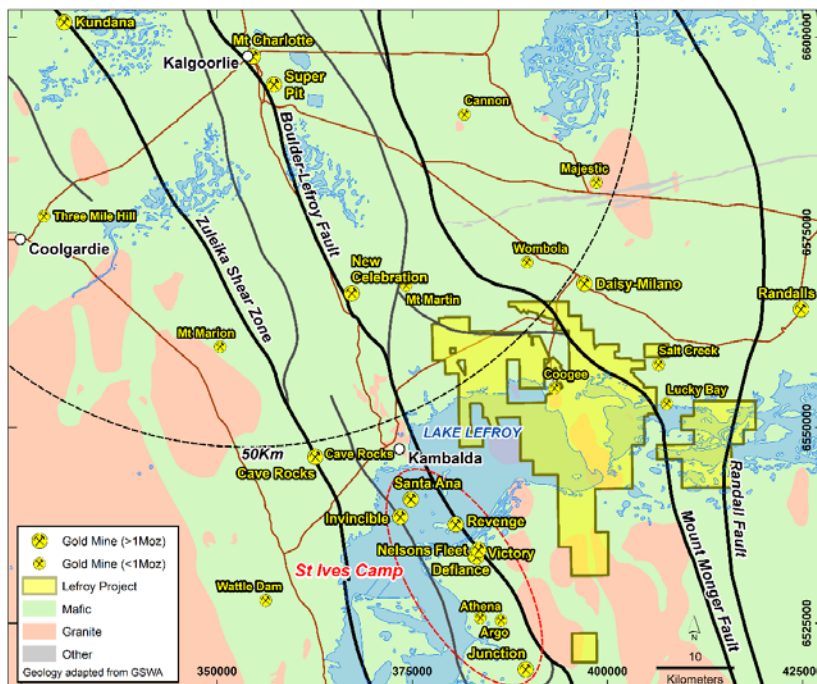 Kundana
Mt Charlotte
Kalgoorlie
Super
Pit
Cannon
6600000
Boulder-Lefroy Fault
Majestic
Three Mile Hill
Coolgardie
Zuleika Shear Zone
New
Celebration
Mt Martin
Wombola
Daisy-Milano
Randalls
6575000
Mt Marion
Salt Creek
Coogee
Lucky Bay
LAKE LEFROY
50Km
Cave Rocks
Cave Rocks
Kambalda
6550000
Randall Fault
Mount Monger Fault
Santa Ana
Invincible
Revenge
Nelsons Fleet
Victory
Defiance
St Ives Camp
Wattle Dam
Athena
Argo
Junction
6525000
Gold Mine (>1Moz)
Gold Mine (<1Moz)
Lefroy Project
Mafic
Granite
Other
Geology adapted from GSWA
N
10
Kilometers
350000
375000
400000
425000